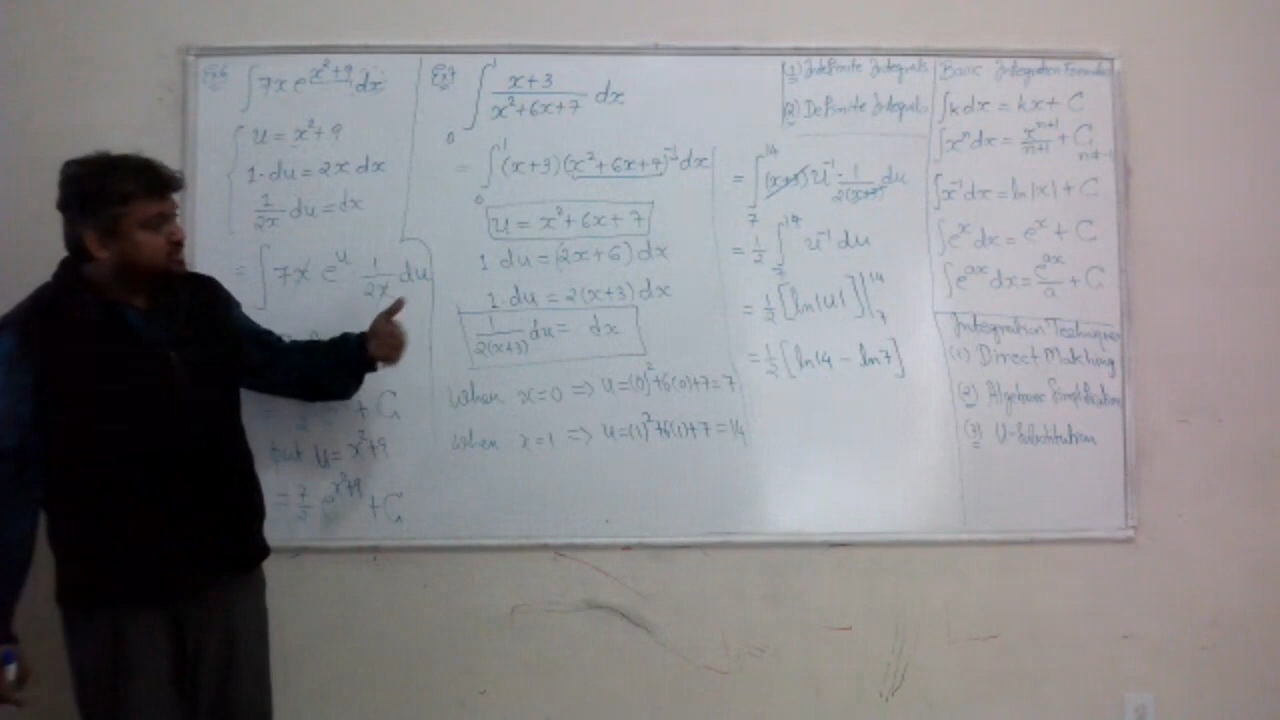 Ex6
∫ 7x e^(x²+9) dx
u = x²+9
1·du = 2x dx
1/2x du = dx
= ∫ 7x e^u 1/2x du
+ C
put u = x²+9
e^(x²+9) + C
∫₀¹ x+3 / x²+6x+7 dx
= ∫₀¹ (x+3)(x²+6x+7)⁻¹ dx
u = x²+6x+7
1 du = (2x+6) dx
1·du = 2(x+3) dx
1/2(x+3) du = dx
When x=0 => u=(0)²+6(0)+7=7
When x=1 => u=(1)²+6(1)+7=14
(1) Indefinite Integrals
(2) Definite Integrals
= ∫₇¹⁴ (x+3) u⁻¹ · 1/2(x+3) du
= 1/2 ∫₇¹⁴ u⁻¹ du
= 1/2 [ln|u|]|₇¹⁴
= 1/2 [ln14 − ln7]
Basic Integration Formulas
∫k dx = kx + C
∫xⁿ dx = xⁿ⁺¹/n+1 + C, n≠-1
∫x⁻¹ dx = ln|x| + C
∫eˣ dx = eˣ + C
∫e^(ax) dx = e^(ax)/a + C
Integration Techniques
(1) Direct Matching
(2) Algebraic Simplification
(3) U-Substitution